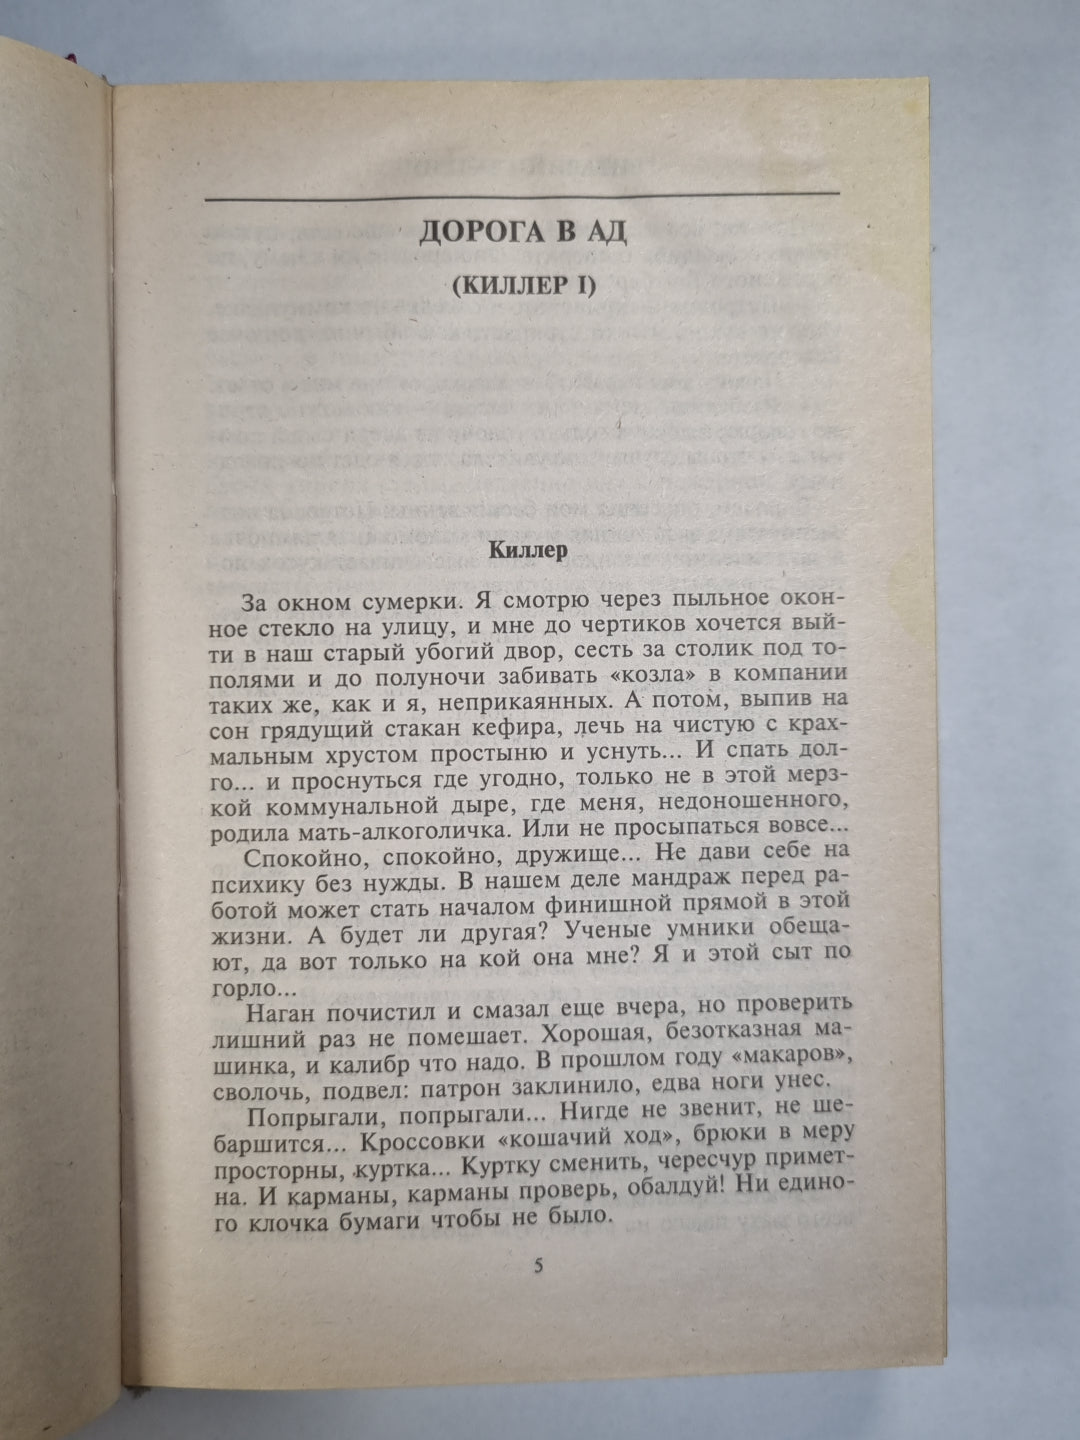 ДОРОГА В АД
(КИЛЛЕР I)
Киллер
За окном сумерки. Я смотрю через пыльное окон-
ное стекло на улицу, и мне до чертиков хочется вый-
ти в наш старый убогий двор, сесть за столик под то-
полями и до полуночи забивать «козла» в компании
таких же, как и я, неприкаянных. А потом, выпив на
сон грядущий стакан кефира, лечь на чистую с крах-
мальным хрустом простыню и уснуть... И спать дол-
го... и проснуться где угодно, только не в этой мерз-
кой коммунальной дыре, где меня, недоношенного,
родила мать-алкоголичка. Или не просыпаться вовсе...
Спокойно, спокойно, дружище... Не дави себе на
психику без нужды. В нашем деле мандраж перед ра-
ботой может стать началом финишной прямой в этой
жизни. А будет ли другая? Ученые умники обеща-
ют, да вот только на кой она мне? Я и этой сыт по
горло...
Наган почистил и смазал еще вчера, но проверить
лишний раз не помешает. Хорошая, безотказная ма-
шинка, и калибр что надо. В прошлом году «макаров»,
сволочь, подвел: патрон заклинило, едва ноги унес.
Попрыгали, попрыгали... Нигде не звенит, не ше-
баршится... Кроссовки «кошачий ход», брюки в меру
просторны, куртка... Куртку сменить, чересчур примет-
на. И карманы, карманы проверь, обалдуй! Ни едино-
го клочка бумаги чтобы не было.
5